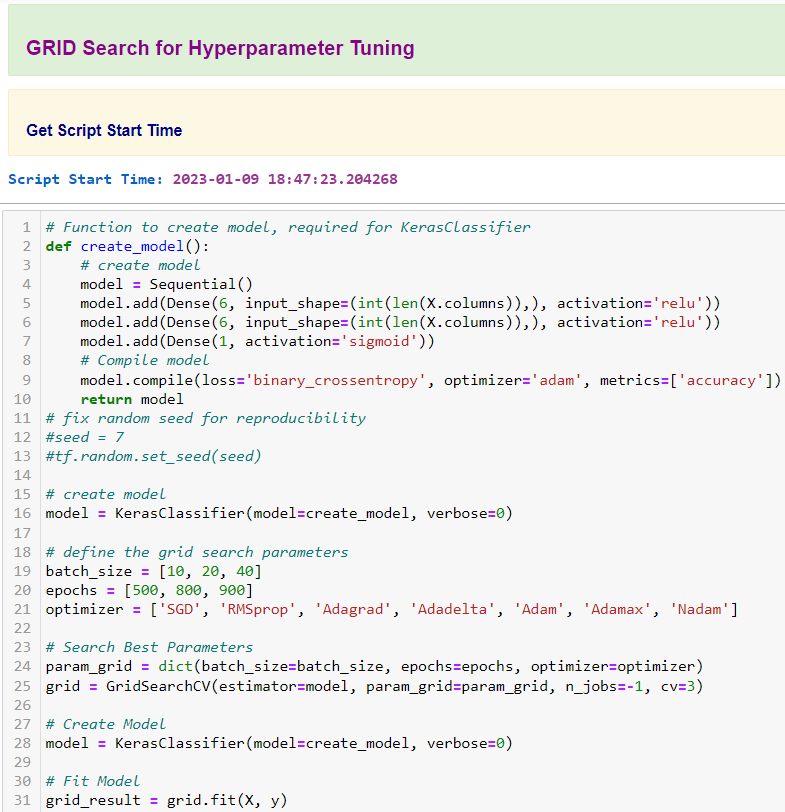 GRID Search for Hyperparameter Tuning
Get Script Start Time
Script Start Time: 2023-01-09 18:47:23.204268
1 # Function to create model, required for KerasClassifier
2 def create_model():
3     # create model
4     model = Sequential()
5     model.add(Dense(6, input_shape=(int(len(X.columns)),), activation='relu'))
6     model.add(Dense(6, input_shape=(int(len(X.columns)),), activation='relu'))
7     model.add(Dense(1, activation='sigmoid'))
8     # Compile model
9     model.compile(loss='binary_crossentropy', optimizer='adam', metrics=['accuracy'])
10     return model
11 # fix random seed for reproducibility
12 #seed = 7
13 #tf.random.set_seed(seed)
14
15 # create model
16 model = KerasClassifier(model=create_model, verbose=0)
17
18 # define the grid search parameters
19 batch_size = [10, 20, 40]
20 epochs = [500, 800, 900]
21 optimizer = ['SGD', 'RMSprop', 'Adagrad', 'Adadelta', 'Adam', 'Adamax', 'Nadam']
22
23 # Search Best Parameters
24 param_grid = dict(batch_size=batch_size, epochs=epochs, optimizer=optimizer)
25 grid = GridSearchCV(estimator=model, param_grid=param_grid, n_jobs=-1, cv=3)
26
27 # Create Model
28 model = KerasClassifier(model=create_model, verbose=0)
29
30 # Fit Model
31 grid_result = grid.fit(X, y)